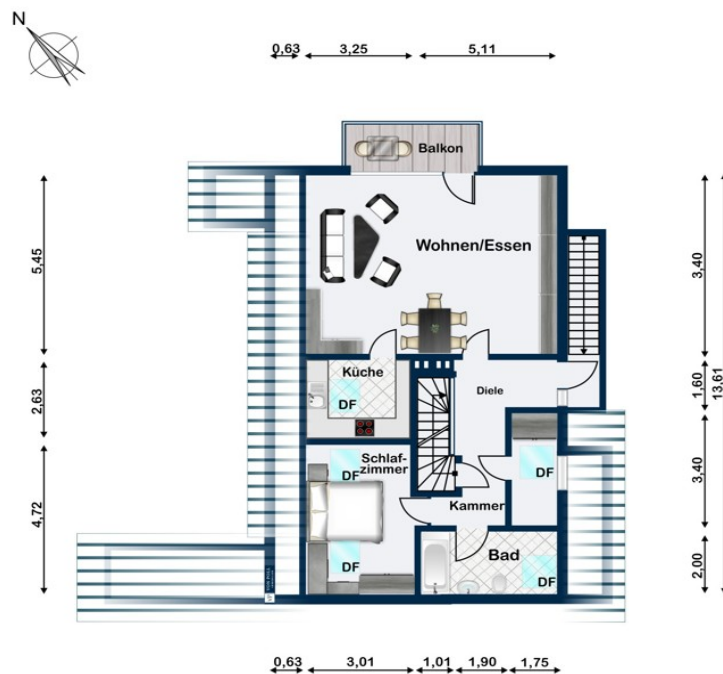 N
0,63 3,25 5,11
Balkon
Wohnen/Essen
5,45
3,40
Küche
DF
Diele
2,63
1,60
13,61
Schlaf-
zimmer
DF
DF
3,40
4,72
Kammer
Bad
DF
DF
2,00
0,63 3,01 1,01 1,90 1,75